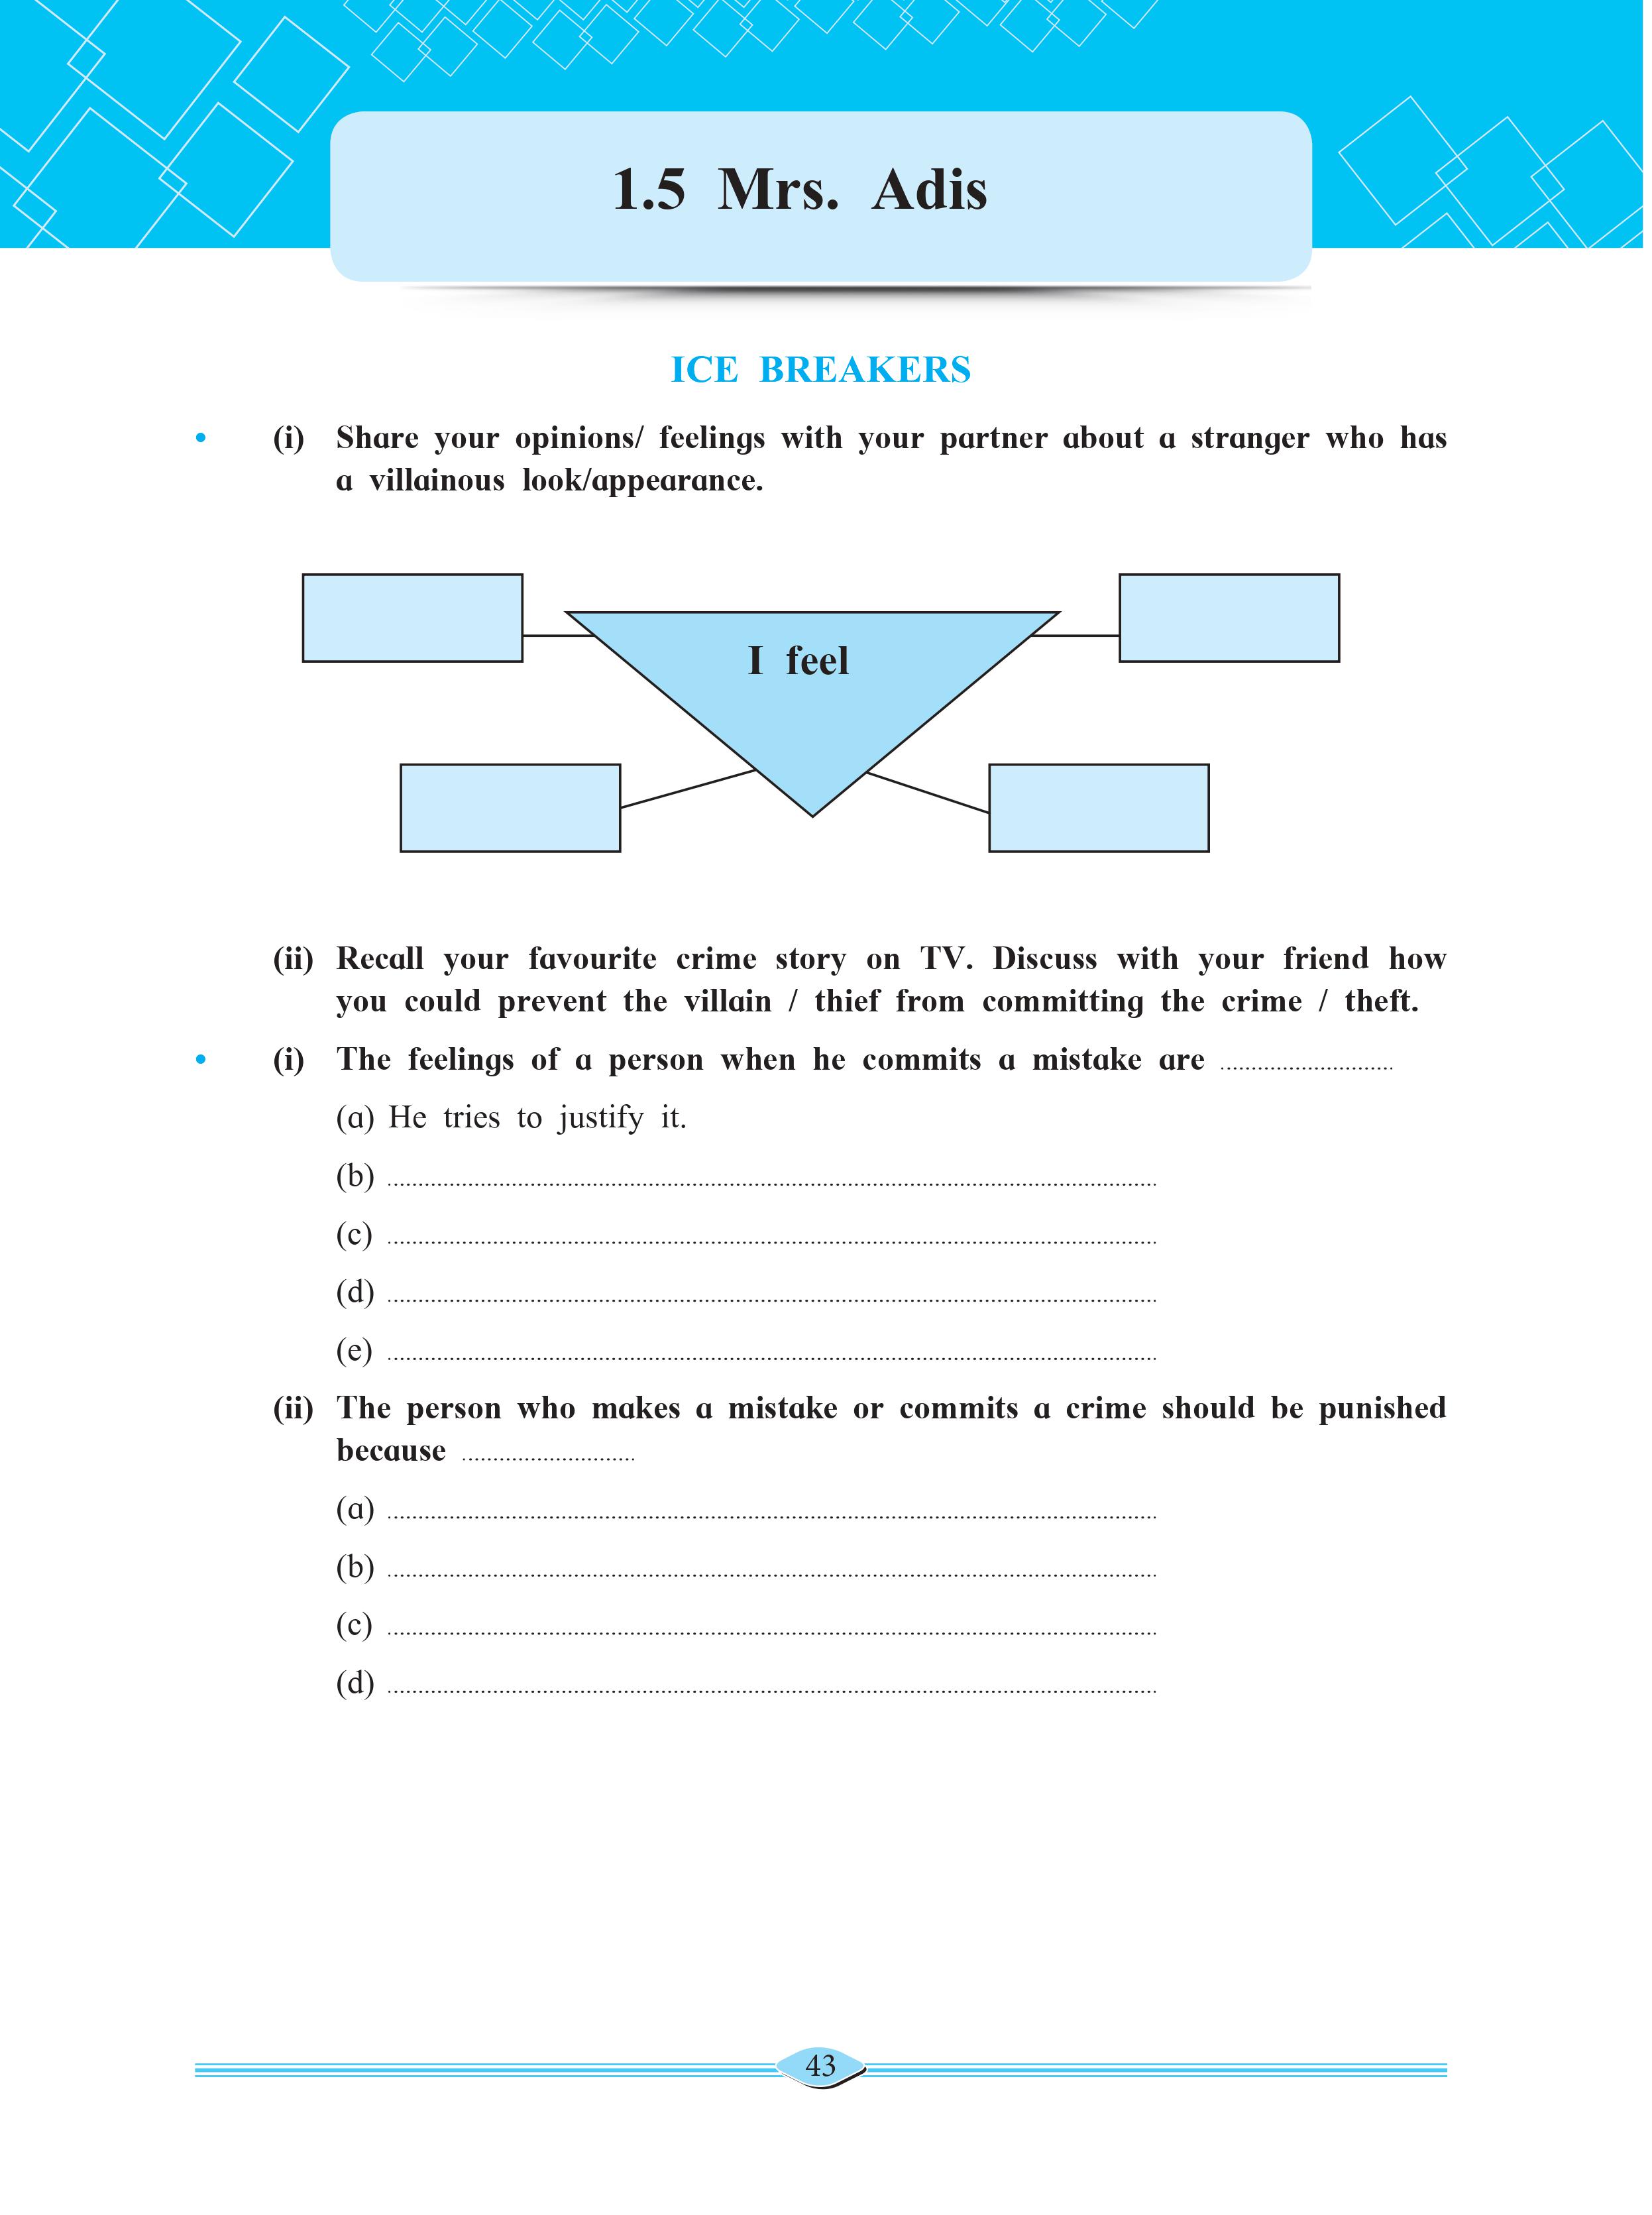 1.5 Mrs. Adis
ICE BREAKERS
• (i) Share your opinions/ feelings with your partner about a stranger who has
a villainous look/appearance.
I feel
(ii) Recall your favourite crime story on TV. Discuss with your friend how
you could prevent the villain / thief from committing the crime / theft.
• (i) The feelings of a person when he commits a mistake are ............................
(a) He tries to justify it.
(b) ............................................................
(c) ............................................................
(d) ............................................................
(e) ............................................................
(ii) The person who makes a mistake or commits a crime should be punished
because ............................
(a) ............................................................
(b) ............................................................
(c) ............................................................
(d) ............................................................
43